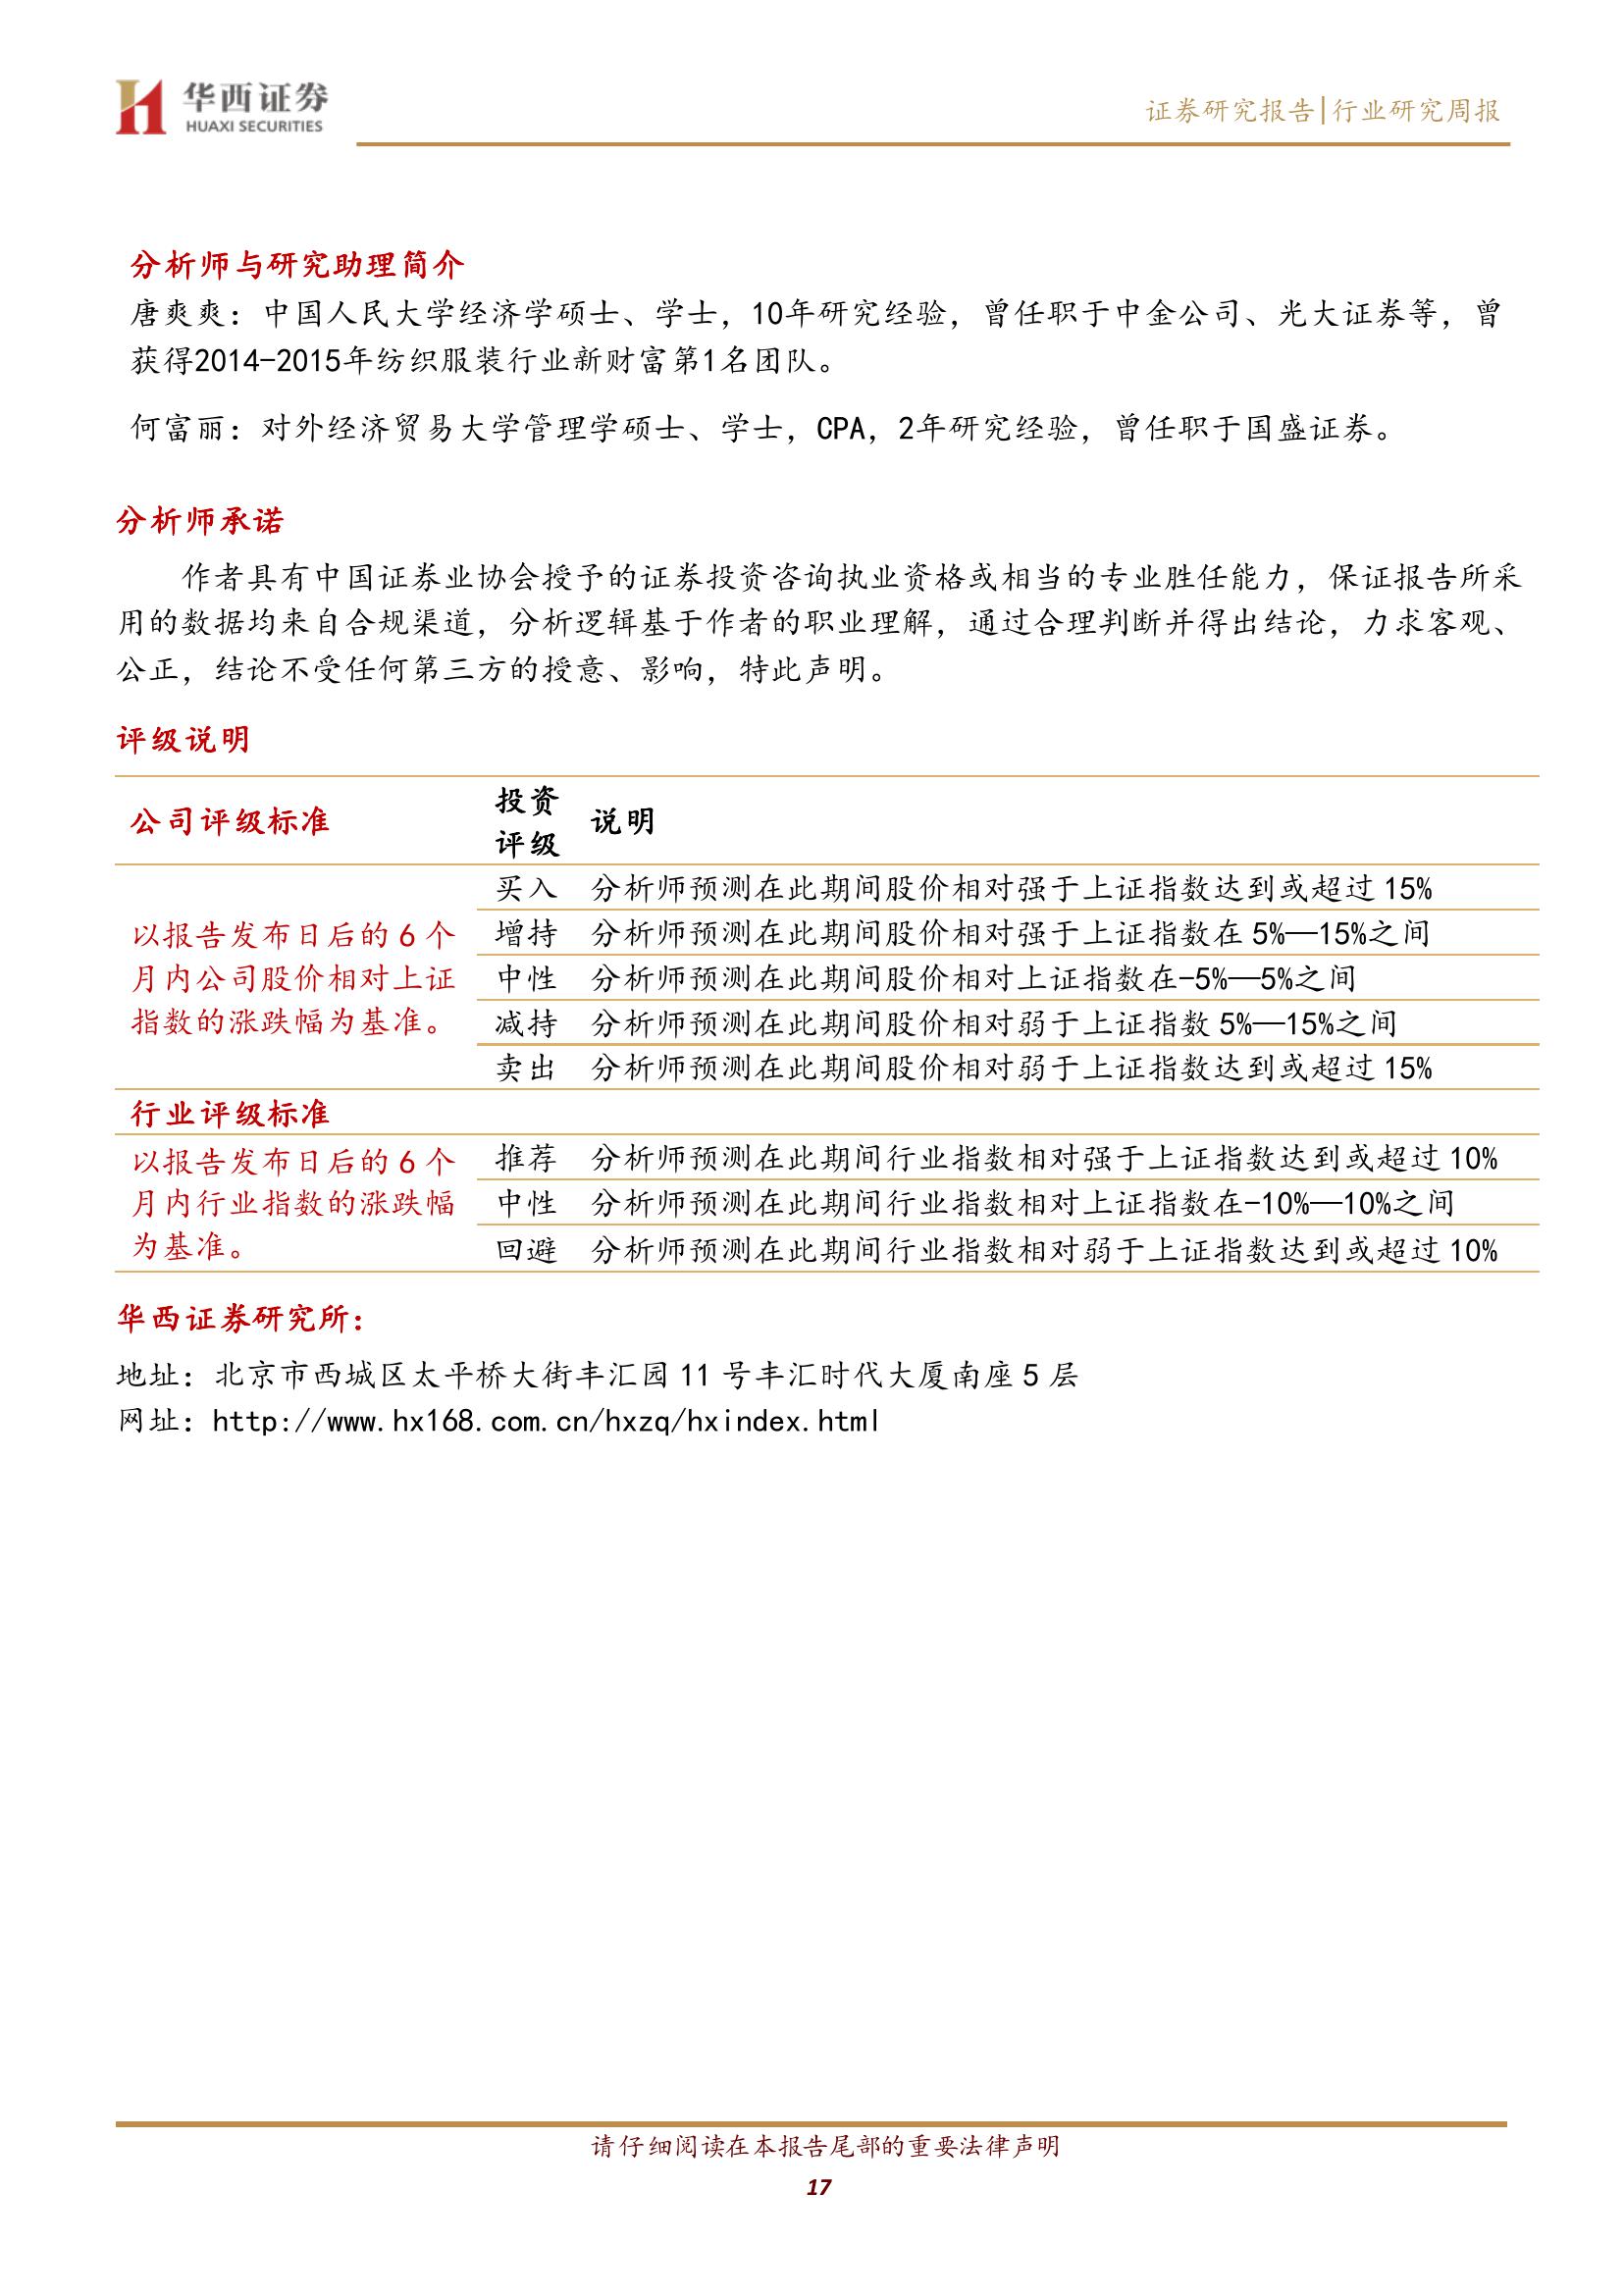 华西证券
HUAXI SECURITIES
证券研究报告|行业研究周报
分析师与研究助理简介
唐爽爽：中国人民大学经济学硕士、学士，10年研究经验，曾任职于中金公司、光大证券等，曾
获得2014-2015年纺织服装行业新财富第1名团队。
何富丽：对外经济贸易大学管理学硕士、学士，CPA，2年研究经验，曾任职于国盛证券。
分析师承诺
作者具有中国证券业协会授予的证券投资咨询执业资格或相当的专业胜任能力，保证报告所采
用的数据均来自合规渠道，分析逻辑基于作者的职业理解，通过合理判断并得出结论，力求客观、
公正，结论不受任何第三方的授意、影响，特此声明。
评级说明
公司评级标准
投资
评级
说明
以报告发布日后的 6 个
月内公司股价相对上证
指数的涨跌幅为基准。
买入 分析师预测在此期间股价相对强于上证指数达到或超过 15%
增持 分析师预测在此期间股价相对强于上证指数在 5%—15%之间
中性 分析师预测在此期间股价相对上证指数在-5%—5%之间
减持 分析师预测在此期间股价相对弱于上证指数 5%—15%之间
卖出 分析师预测在此期间股价相对弱于上证指数达到或超过 15%
行业评级标准
以报告发布日后的 6 个
月内行业指数的涨跌幅
为基准。
推荐 分析师预测在此期间行业指数相对强于上证指数达到或超过 10%
中性 分析师预测在此期间行业指数相对上证指数在-10%—10%之间
回避 分析师预测在此期间行业指数相对弱于上证指数达到或超过 10%
华西证券研究所：
地址：北京市西城区太平桥大街丰汇园 11 号丰汇时代大厦南座 5 层
网址：http://www.hx168.com.cn/hxzq/hxindex.html
请仔细阅读在本报告尾部的重要法律声明
17